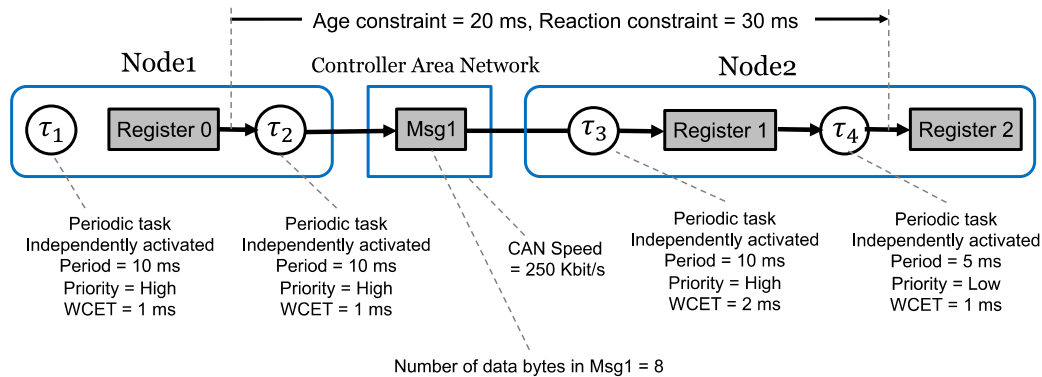 Age constraint = 20 ms, Reaction constraint = 30 ms
Node1
Controller Area Network
Node2
τ1
Register 0
τ2
Msg1
τ3
Register 1
τ4
Register 2
Periodic task
Independently activated
Period = 10 ms
Priority = High
WCET = 1 ms
Periodic task
Independently activated
Period = 10 ms
Priority = High
WCET = 1 ms
CAN Speed
= 250 Kbit/s
Periodic task
Independently activated
Period = 10 ms
Priority = High
WCET = 2 ms
Periodic task
Independently activated
Period = 5 ms
Priority = Low
WCET = 1 ms
Number of data bytes in Msg1 = 8